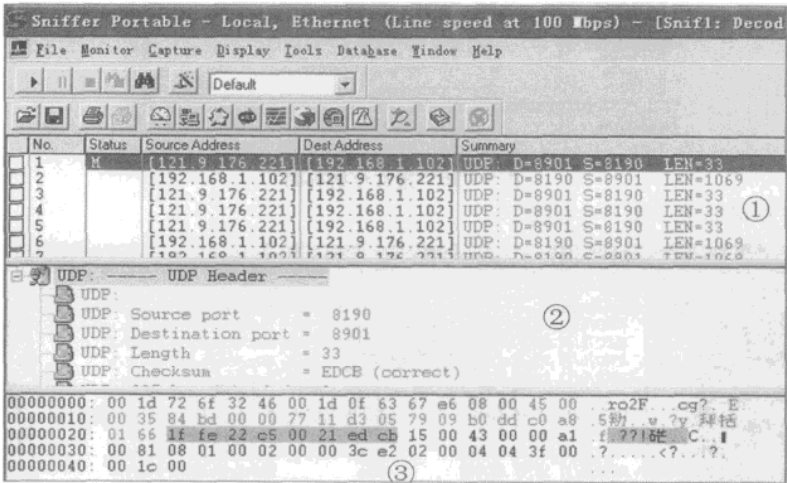 Sniffer Portable - Local, Ethernet (Line speed at 100 Mbps) - [Snif1: Decod
File Monitor Capture Display Tools Database Window Help
Default
No. Status Source Address Dest Address Summary
1 M [121.9.176.221] [192.168.1.102] UDP: D=8901 S=8190 LEN=33
2 [192.168.1.102] [121.9.176.221] UDP: D=8190 S=8901 LEN=1069
3 [121.9.176.221] [192.168.1.102] UDP: D=8901 S=8190 LEN=33
4 [121.9.176.221] [192.168.1.102] UDP: D=8901 S=8190 LEN=33
5 [121.9.176.221] [192.168.1.102] UDP: D=8901 S=8190 LEN=33
6 [192.168.1.102] [121.9.176.221] UDP: D=8190 S=8901 LEN=1069
①
UDP: ----- UDP Header -----
UDP:
UDP: Source port = 8190
UDP: Destination port = 8901
UDP: Length = 33
UDP: Checksum = EDCB (correct)
②
00000000: 00 1d 72 6f 32 46 00 1d 0f 63 67 e6 08 00 45 00 ..ro2F...cg?..E.
00000010: 00 35 84 bd 00 00 77 11 d3 05 79 09 b0 dd c0 a8
00000020: 01 66 1f fe 22 c5 00 21 ed cb 15 00 43 00 00 a1
00000030: 00 81 08 01 00 02 00 00 3c e2 02 00 04 04 3f 00
00000040: 00 1c 00
③